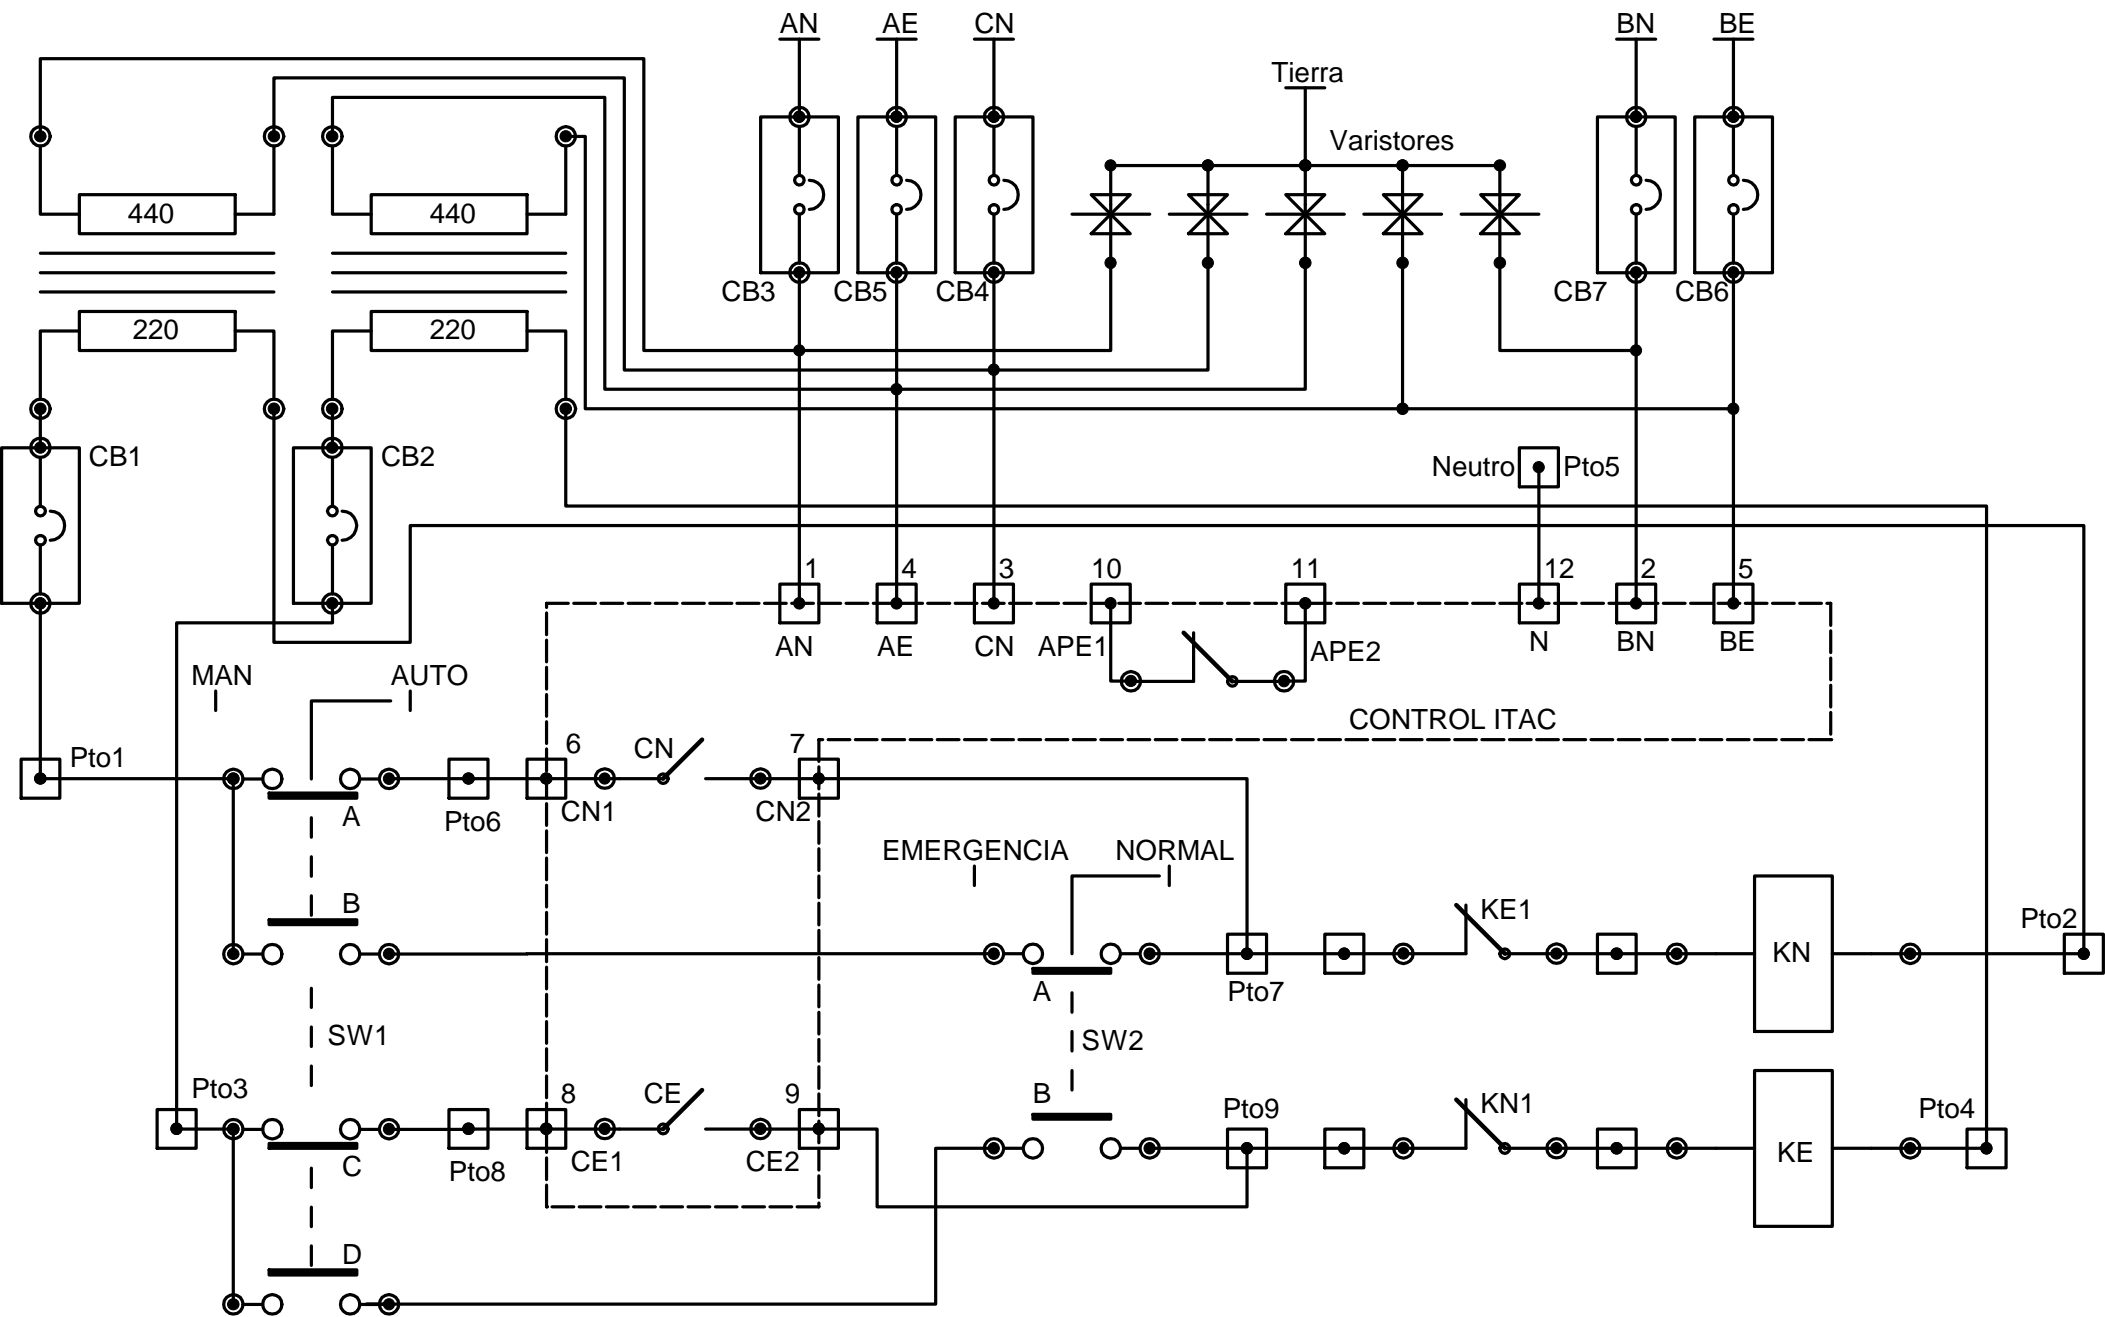 AN AE CN BN BE
Tierra
Varistores
440 440
CB3 CB5 CB4 CB7 CB6
220 220
CB1 CB2
Neutro Pto5
1 4 3 10 11 12 2 5
AN AE CN APE1 APE2 N BN BE
MAN AUTO
CONTROL ITAC
Pto1 6 CN 7
A Pto6 CN1 CN2
EMERGENCIA NORMAL
B KE1 Pto2
KN
A Pto7
SW1 SW2
Pto3 8 CE 9 B Pto9 KN1 Pto4
KE
C Pto8 CE1 CE2
D